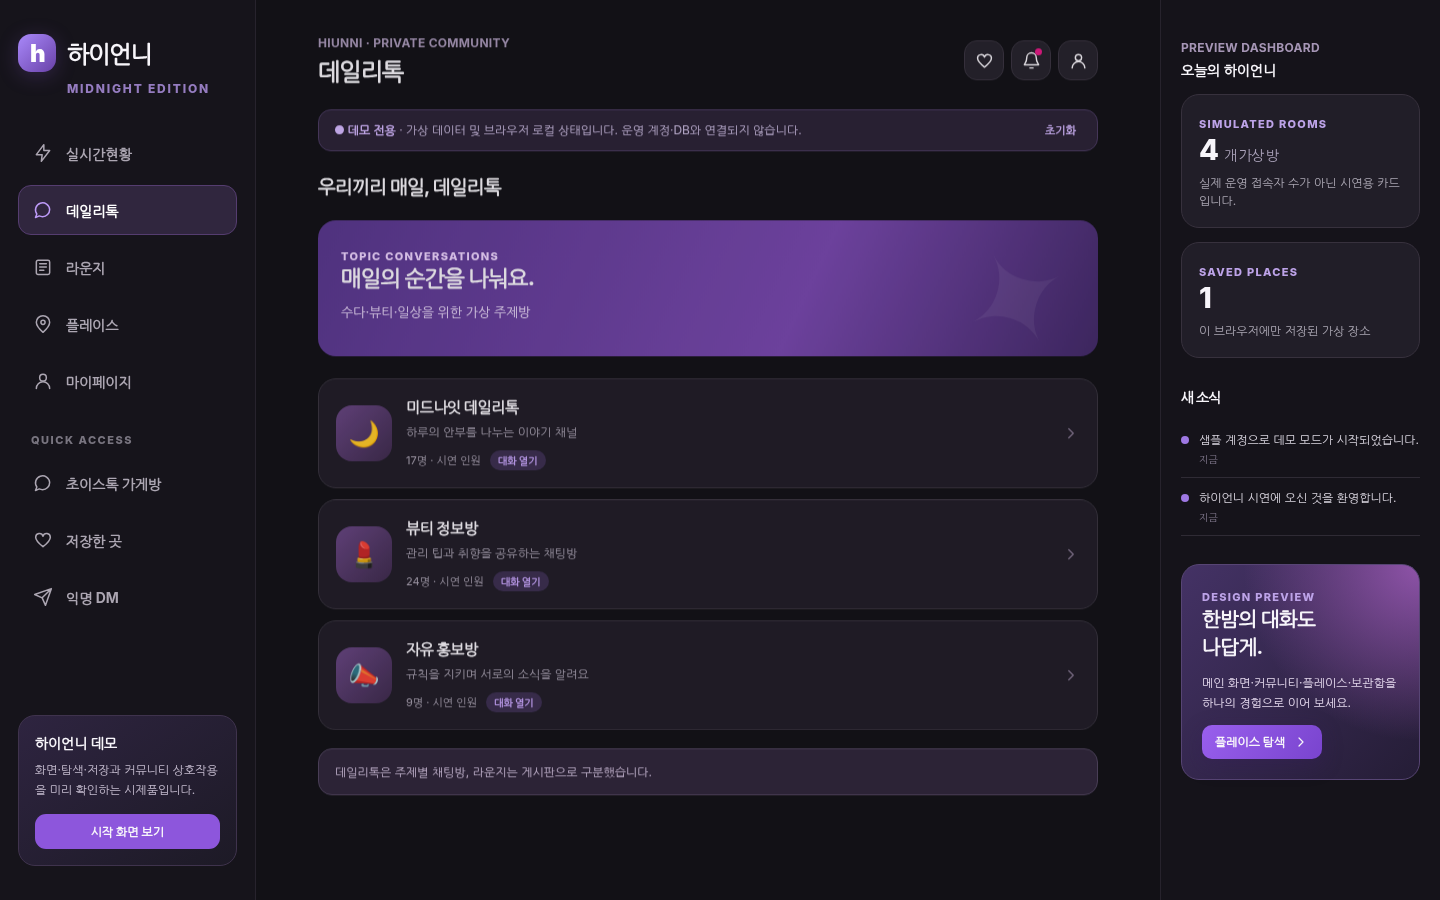 h 하이언니
MIDNIGHT EDITION
실시간현황
데일리톡
라운지
플레이스
마이페이지
QUICK ACCESS
초이스톡 가게방
저장한 곳
익명 DM
하이언니 데모
화면·탐색·저장과 커뮤니티 상호작용
을 미리 확인하는 시제품입니다.
시작 화면 보기
HIUNNI · PRIVATE COMMUNITY
데일리톡
데모 전용 · 가상 데이터 및 브라우저 로컬 상태입니다. 운영 계정·DB와 연결되지 않습니다.
초기화
우리끼리 매일, 데일리톡
TOPIC CONVERSATIONS
매일의 순간을 나눠요.
수다·뷰티·일상을 위한 가상 주제방
미드나잇 데일리톡
하루의 안부를 나누는 이야기 채널
17명 · 시연 인원 대화 열기
뷰티 정보방
관리 팁과 취향을 공유하는 채팅방
24명 · 시연 인원 대화 열기
자유 홍보방
규칙을 지키며 서로의 소식을 알려요
9명 · 시연 인원 대화 열기
데일리톡은 주제별 채팅방, 라운지는 게시판으로 구분했습니다.
PREVIEW DASHBOARD
오늘의 하이언니
SIMULATED ROOMS
4 개 가상 방
실제 운영 접속자 수가 아닌 시연용 카드
입니다.
SAVED PLACES
1
이 브라우저에만 저장된 가상 장소
새 소식
샘플 계정으로 데모 모드가 시작되었습니다.
지금
하이언니 시연에 오신 것을 환영합니다.
지금
DESIGN PREVIEW
한밤의 대화도
나답게.
메인 화면·커뮤니티·플레이스·보관함을
하나의 경험으로 이어 보세요.
플레이스 탐색